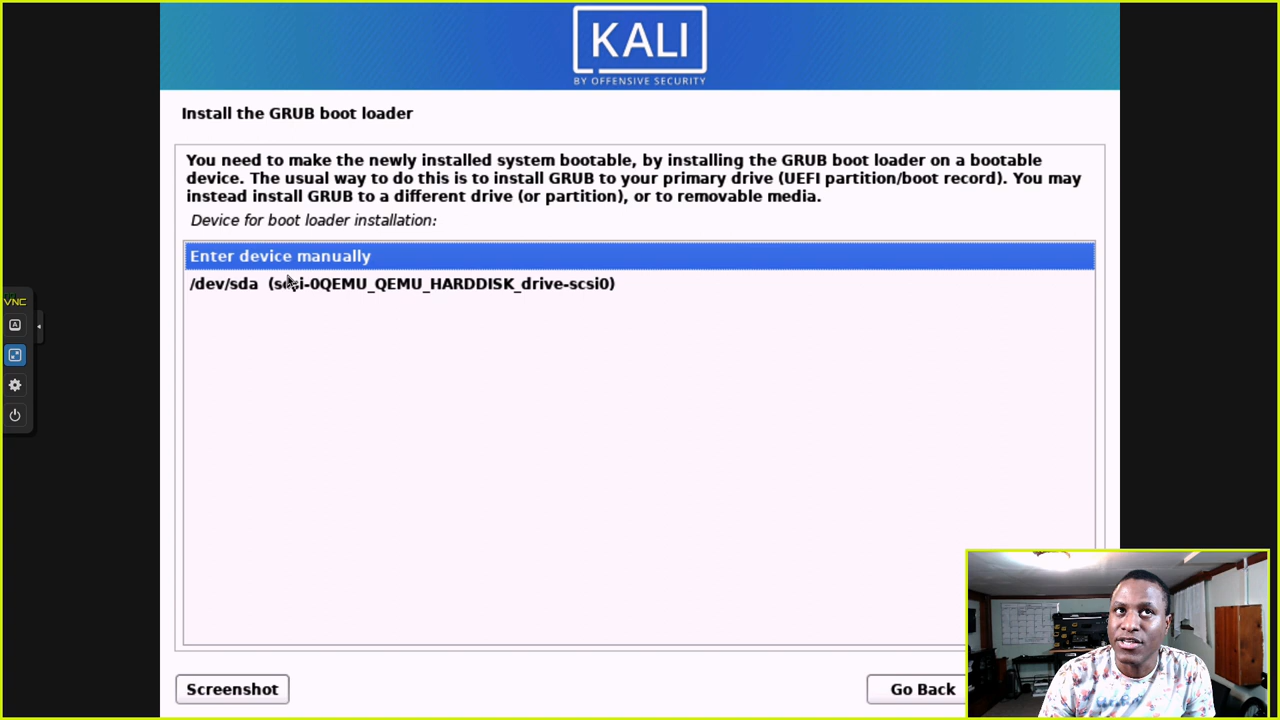 KALI
BY OFFENSIVE SECURITY
Install the GRUB boot loader
You need to make the newly installed system bootable, by installing the GRUB boot loader on a bootable
device. The usual way to do this is to install GRUB to your primary drive (UEFI partition/boot record). You may
instead install GRUB to a different drive (or partition), or to removable media.
Device for boot loader installation:
Enter device manually
/dev/sda (scsi-0QEMU_QEMU_HARDDISK_drive-scsi0)
VNC
A
Screenshot
Go Back